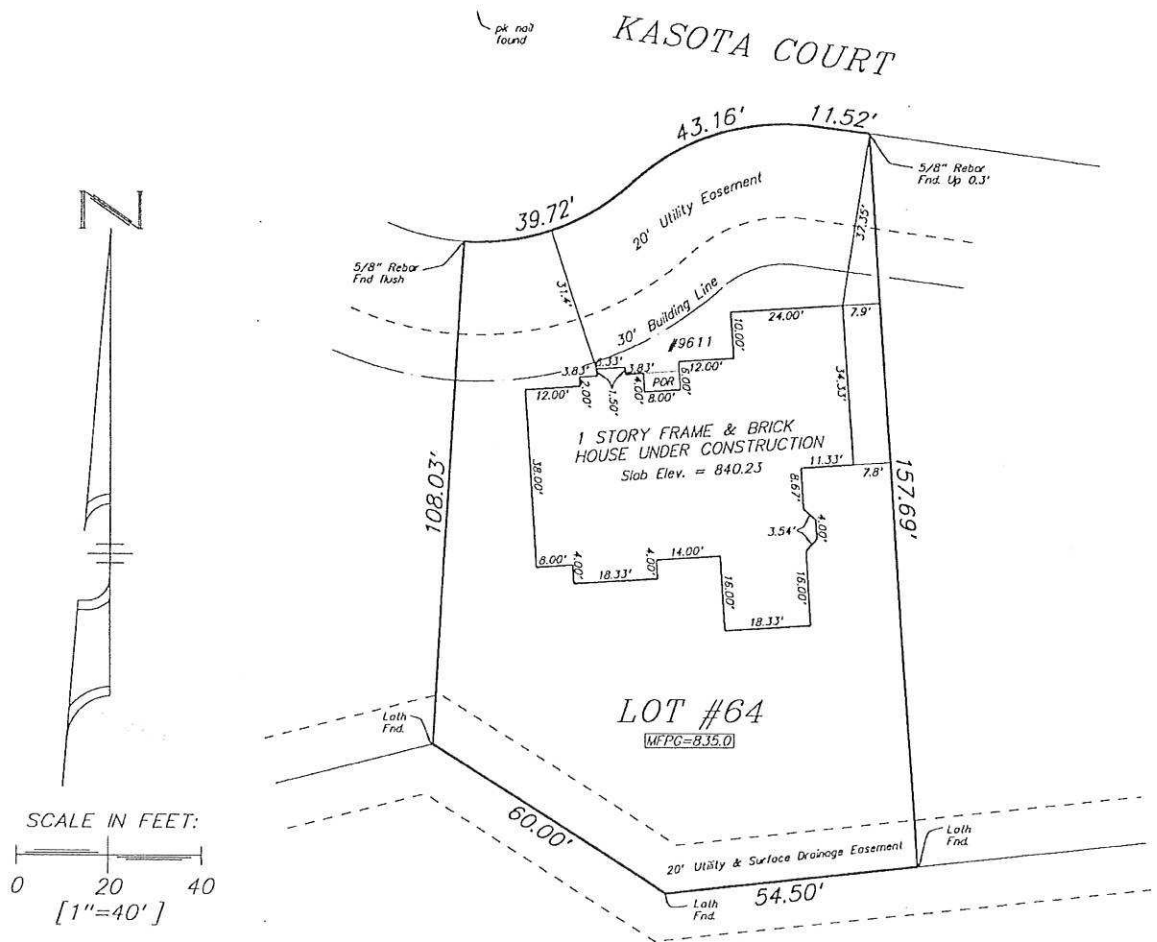 pk nail
found
KASOTA COURT
43.16'
11.52'
5/8" Rebar
Fnd. Up 0.3'
39.72'
20' Utility Easement
37.35'
5/8" Rebar
Fnd flush
31.4'
30' Building Line
24.00'
7.9'
10.00'
#9611
3.83'
3.83'
12.00'
12.00'
2.00'
1.50'
4.00'
POR
6.00'
8.00'
34.33'
1 STORY FRAME & BRICK
HOUSE UNDER CONSTRUCTION
Slab Elev. = 840.23
11.33'
7.8'
38.00'
8.67'
108.03'
157.69'
3.54'
4.00'
8.00'
4.00'
18.33'
4.00'
14.00'
16.00'
16.00'
18.33'
N
LOT #64
MFPG=835.0
Lath
Fnd.
60.00'
20' Utility & Surface Drainage Easement
Lath
Fnd.
54.50'
Lath
Fnd.
SCALE IN FEET:
0 20 40
[1"=40']